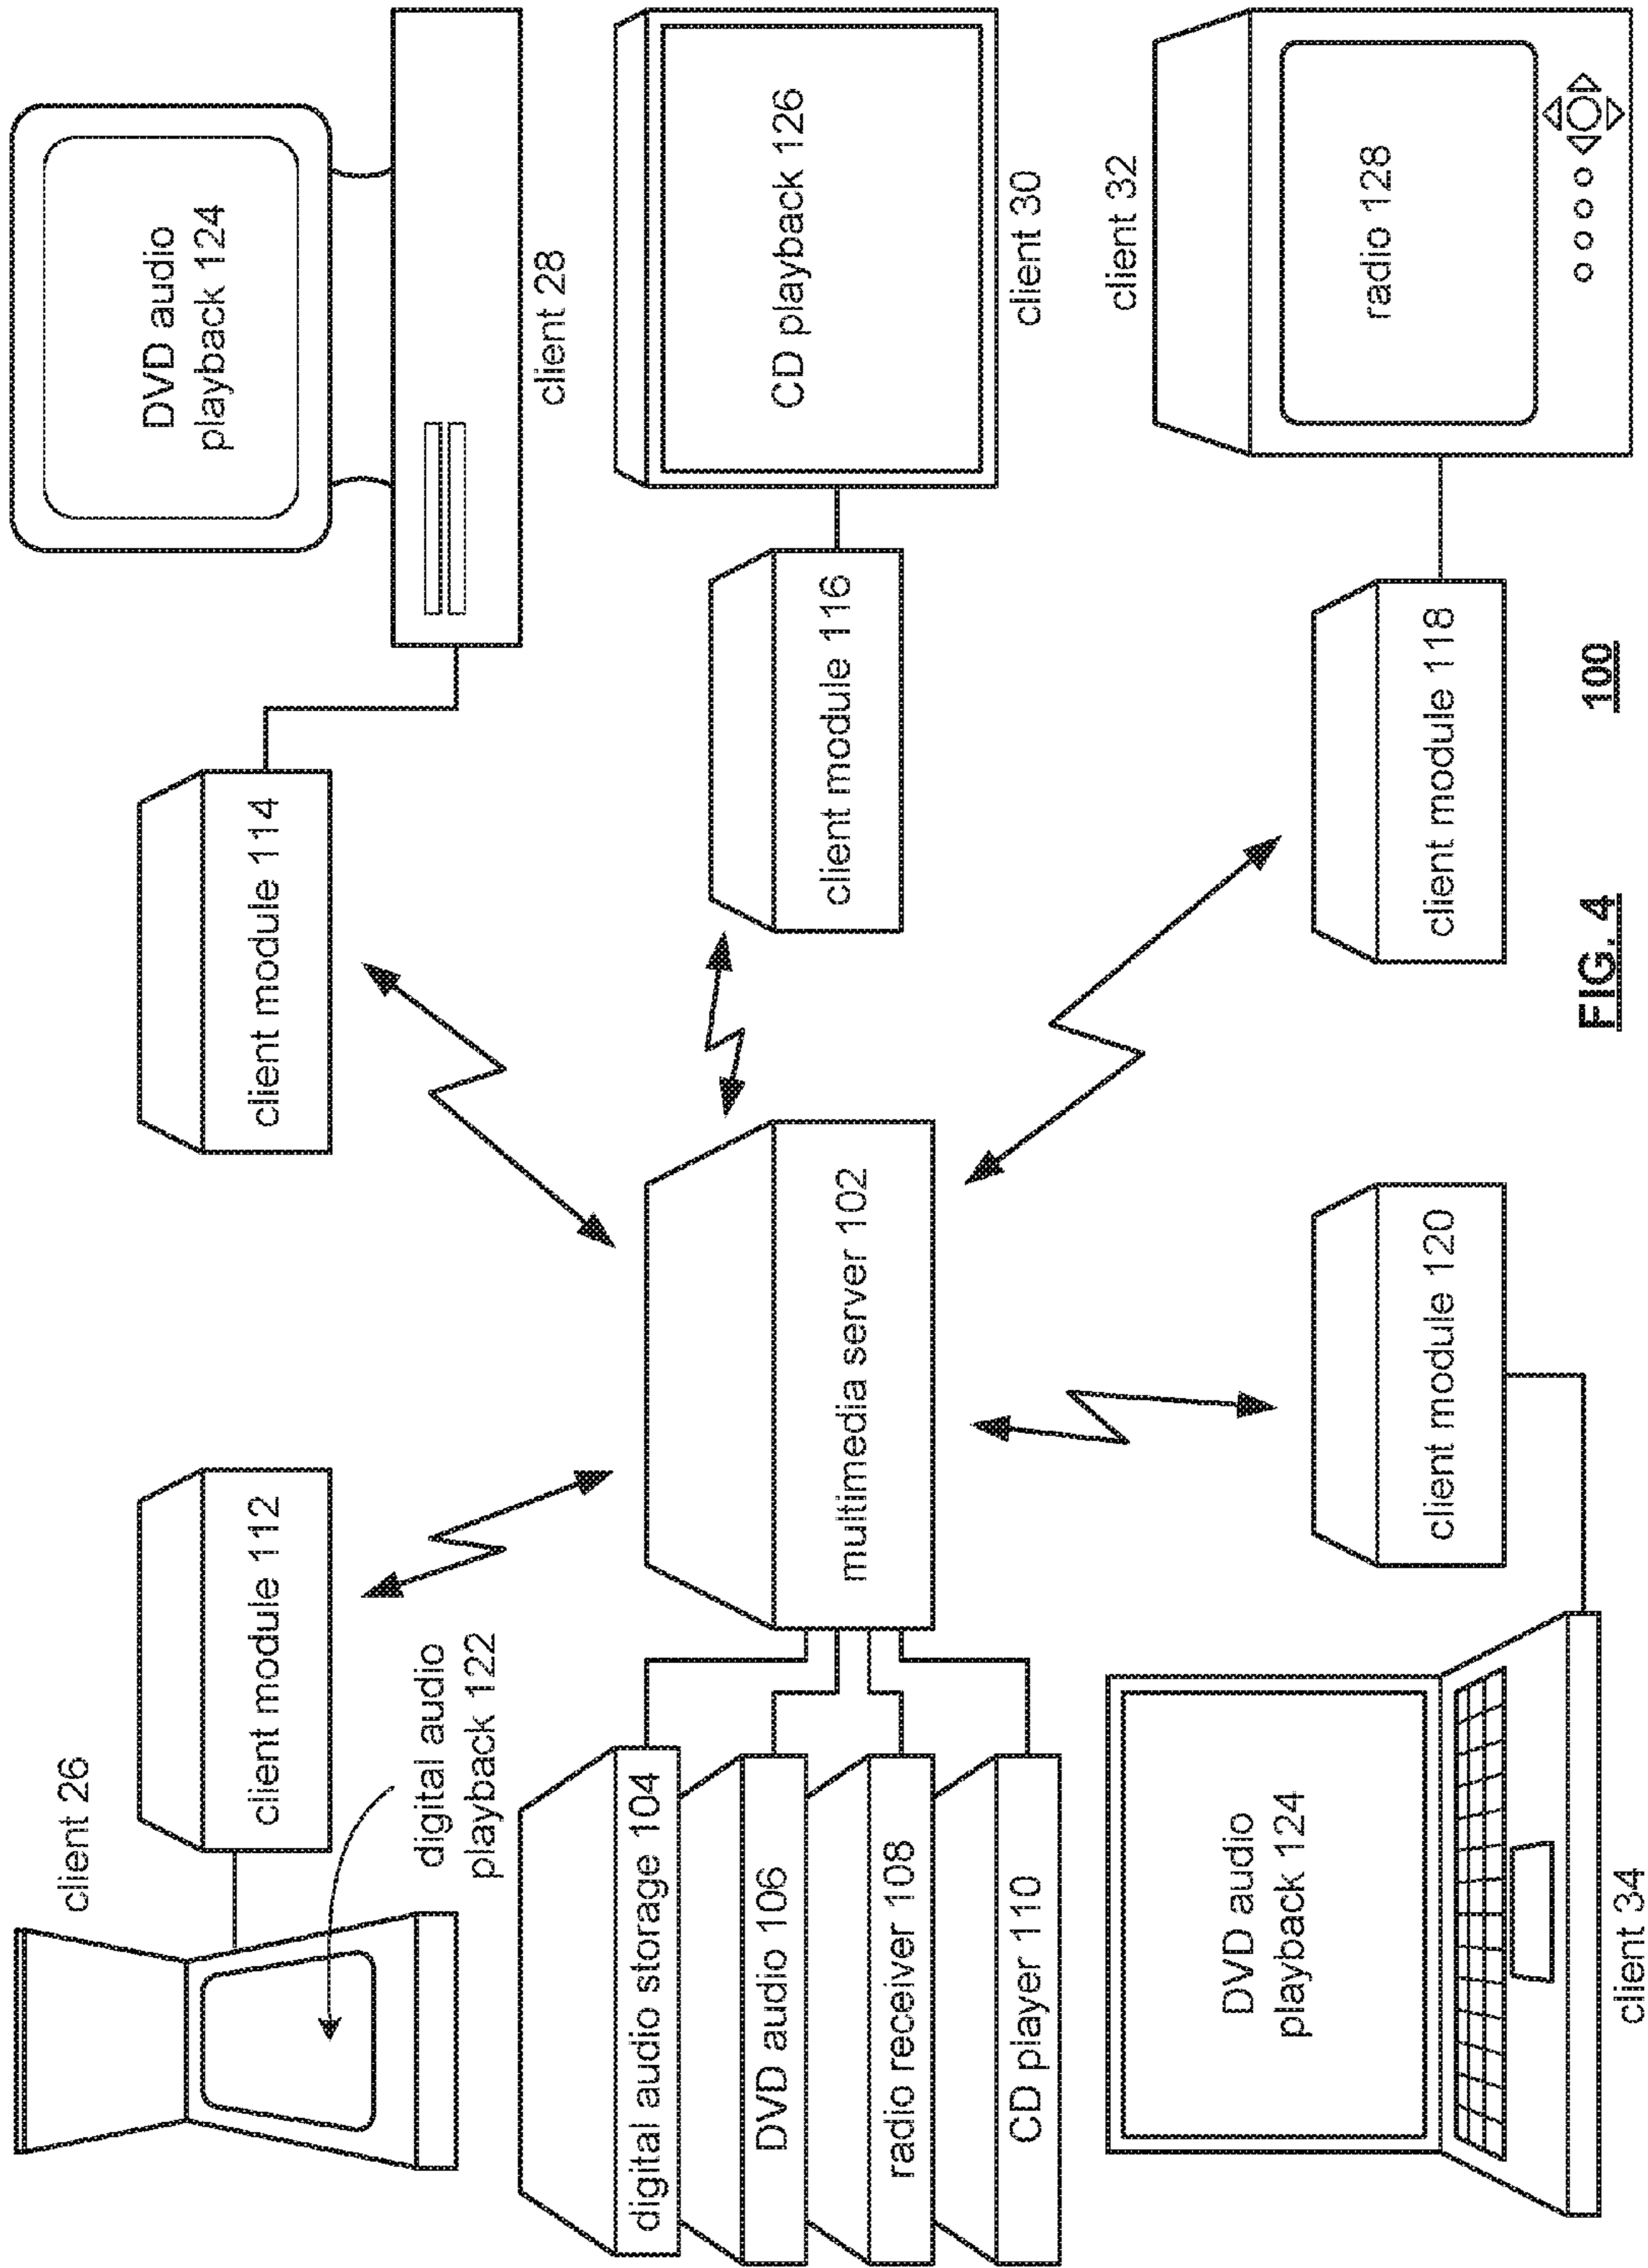 client 26
client module 112
digital audio
playback 122
client module 114
DVD audio
playback 124
client 28
digital audio storage 104
DVD audio 106
radio receiver 108
CD player 110
multimedia server 102
client module 116
CD playback 126
client 30
DVD audio
playback 124
client 34
client module 120
client module 118
client 32
radio 128
FIG. 4
100